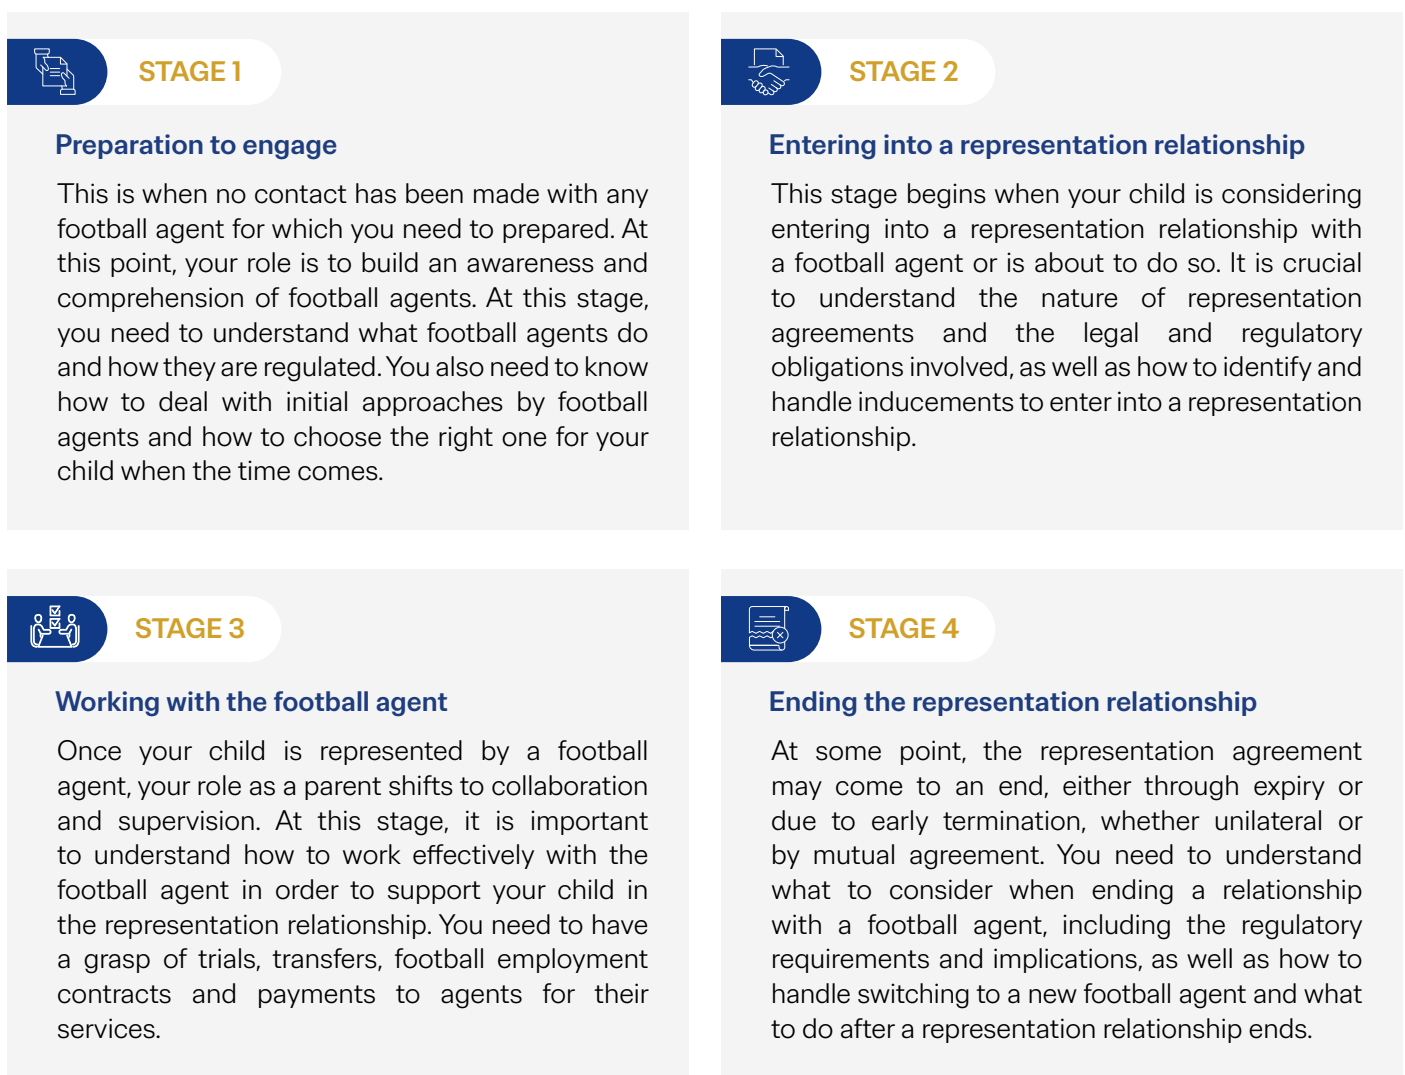 STAGE 1
Preparation to engage
This is when no contact has been made with any
football agent for which you need to prepared. At
this point, your role is to build an awareness and
comprehension of football agents. At this stage,
you need to understand what football agents do
and how they are regulated. You also need to know
how to deal with initial approaches by football
agents and how to choose the right one for your
child when the time comes.
STAGE 2
Entering into a representation relationship
This stage begins when your child is considering
entering into a representation relationship with
a football agent or is about to do so. It is crucial
to understand the nature of representation
agreements and the legal and regulatory
obligations involved, as well as how to identify and
handle inducements to enter into a representation
relationship.
STAGE 3
Working with the football agent
Once your child is represented by a football
agent, your role as a parent shifts to collaboration
and supervision. At this stage, it is important
to understand how to work effectively with the
football agent in order to support your child in
the representation relationship. You need to have
a grasp of trials, transfers, football employment
contracts and payments to agents for their
services.
STAGE 4
Ending the representation relationship
At some point, the representation agreement
may come to an end, either through expiry or
due to early termination, whether unilateral or
by mutual agreement. You need to understand
what to consider when ending a relationship
with a football agent, including the regulatory
requirements and implications, as well as how to
handle switching to a new football agent and what
to do after a representation relationship ends.